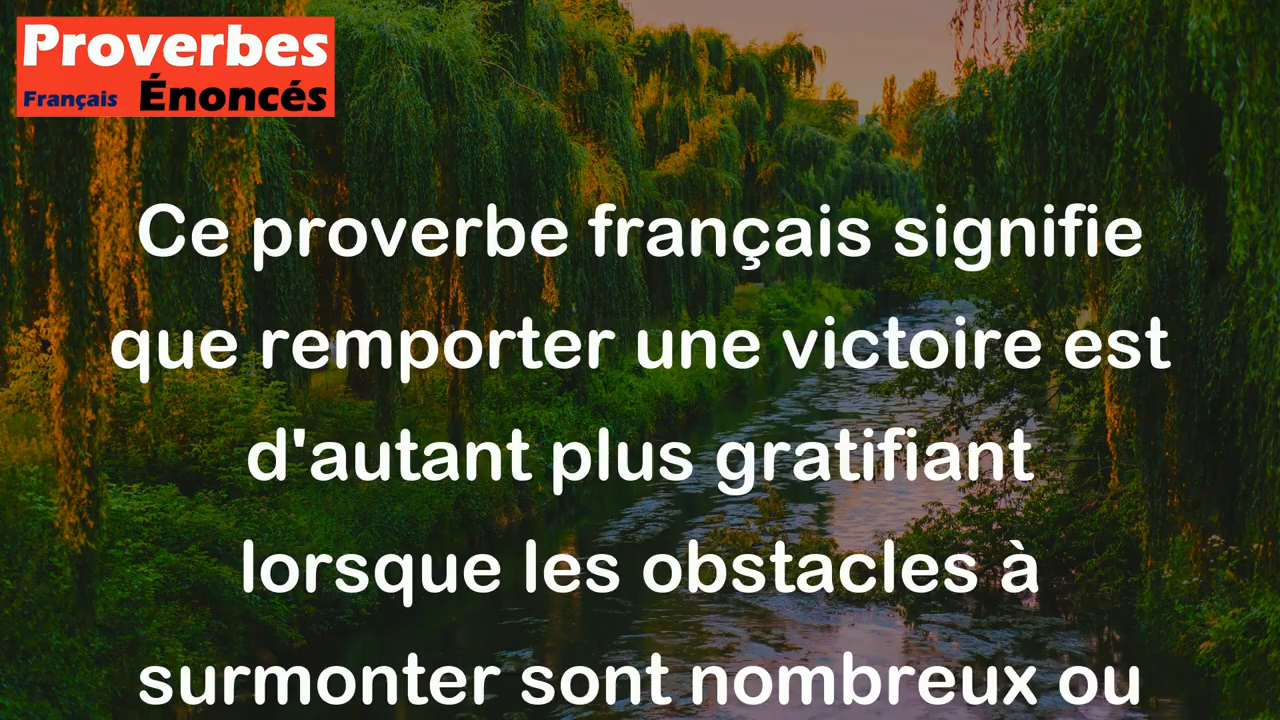 Proverbes
Français Énoncés
Ce proverbe français signifie
que remporter une victoire est
d'autant plus gratifiant
lorsque les obstacles à
surmonter sont nombreux ou